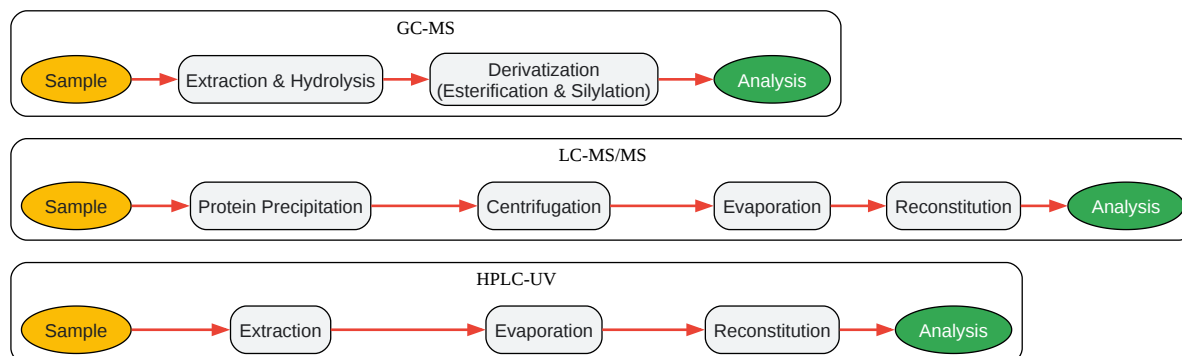 GC-MS
Sample
Extraction & Hydrolysis
Derivatization
(Esterification & Silylation)
Analysis
LC-MS/MS
Sample
Protein Precipitation
Centrifugation
Evaporation
Reconstitution
Analysis
HPLC-UV
Sample
Extraction
Evaporation
Reconstitution
Analysis